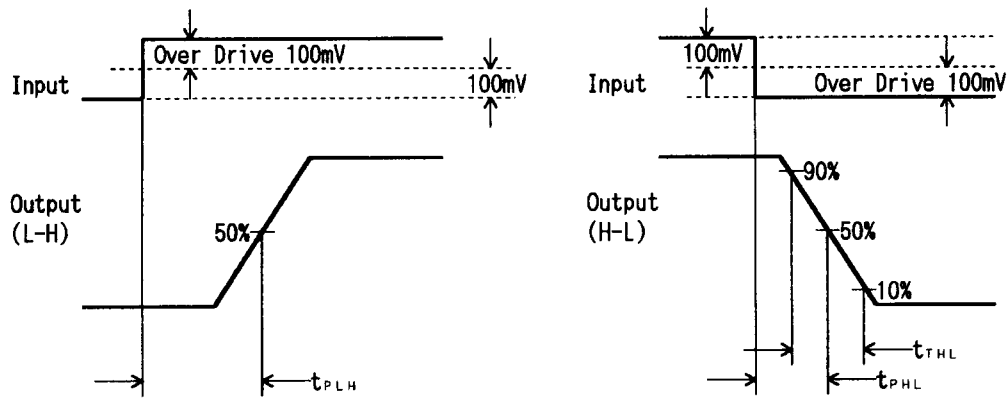 Over Drive 100mV
Input
100mV
Output
(L-H)
50%
tPLH
100mV
Input
Over Drive 100mV
90%
Output
(H-L)
50%
10%
tTHL
tPHL